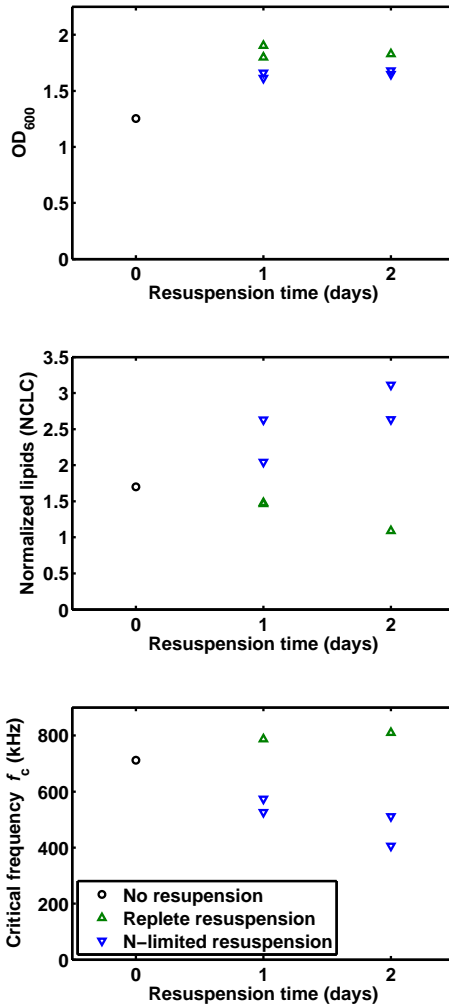 2
1.5
1
0.5
0
OD600
0 1 2
Resuspension time (days)
3.5
3
2.5
2
1.5
1
0.5
0
Normalized lipids (NCLC)
0 1 2
Resuspension time (days)
800
600
400
200
0
Critical frequency fc (kHz)
No resupension
Replete resuspension
N−limited resuspension
0 1 2
Resuspension time (days)